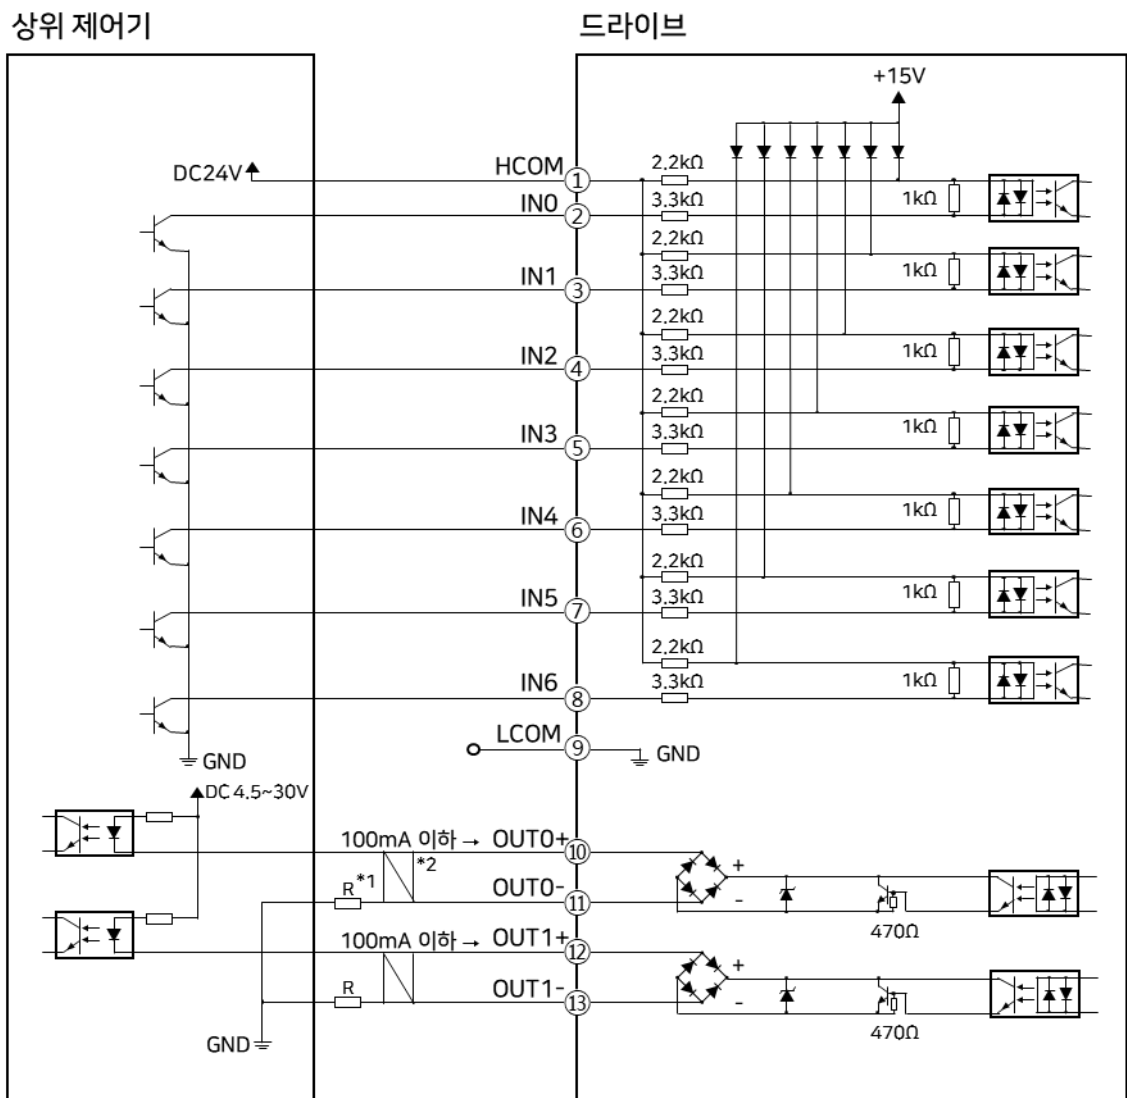 상위 제어기
드라이브
+15V
DC24V
HCOM
1
2.2kΩ
1kΩ
IN0
2
3.3kΩ
2.2kΩ
1kΩ
IN1
3
3.3kΩ
2.2kΩ
1kΩ
IN2
4
3.3kΩ
2.2kΩ
1kΩ
IN3
5
3.3kΩ
2.2kΩ
1kΩ
IN4
6
3.3kΩ
2.2kΩ
1kΩ
IN5
7
3.3kΩ
2.2kΩ
1kΩ
IN6
8
3.3kΩ
LCOM
9
GND
GND
DC 4.5~30V
100mA 이하 → OUT0+
10
*2
+
R*1
OUT0-
11
-
470Ω
100mA 이하 → OUT1+
12
+
R
OUT1-
13
-
470Ω
GND